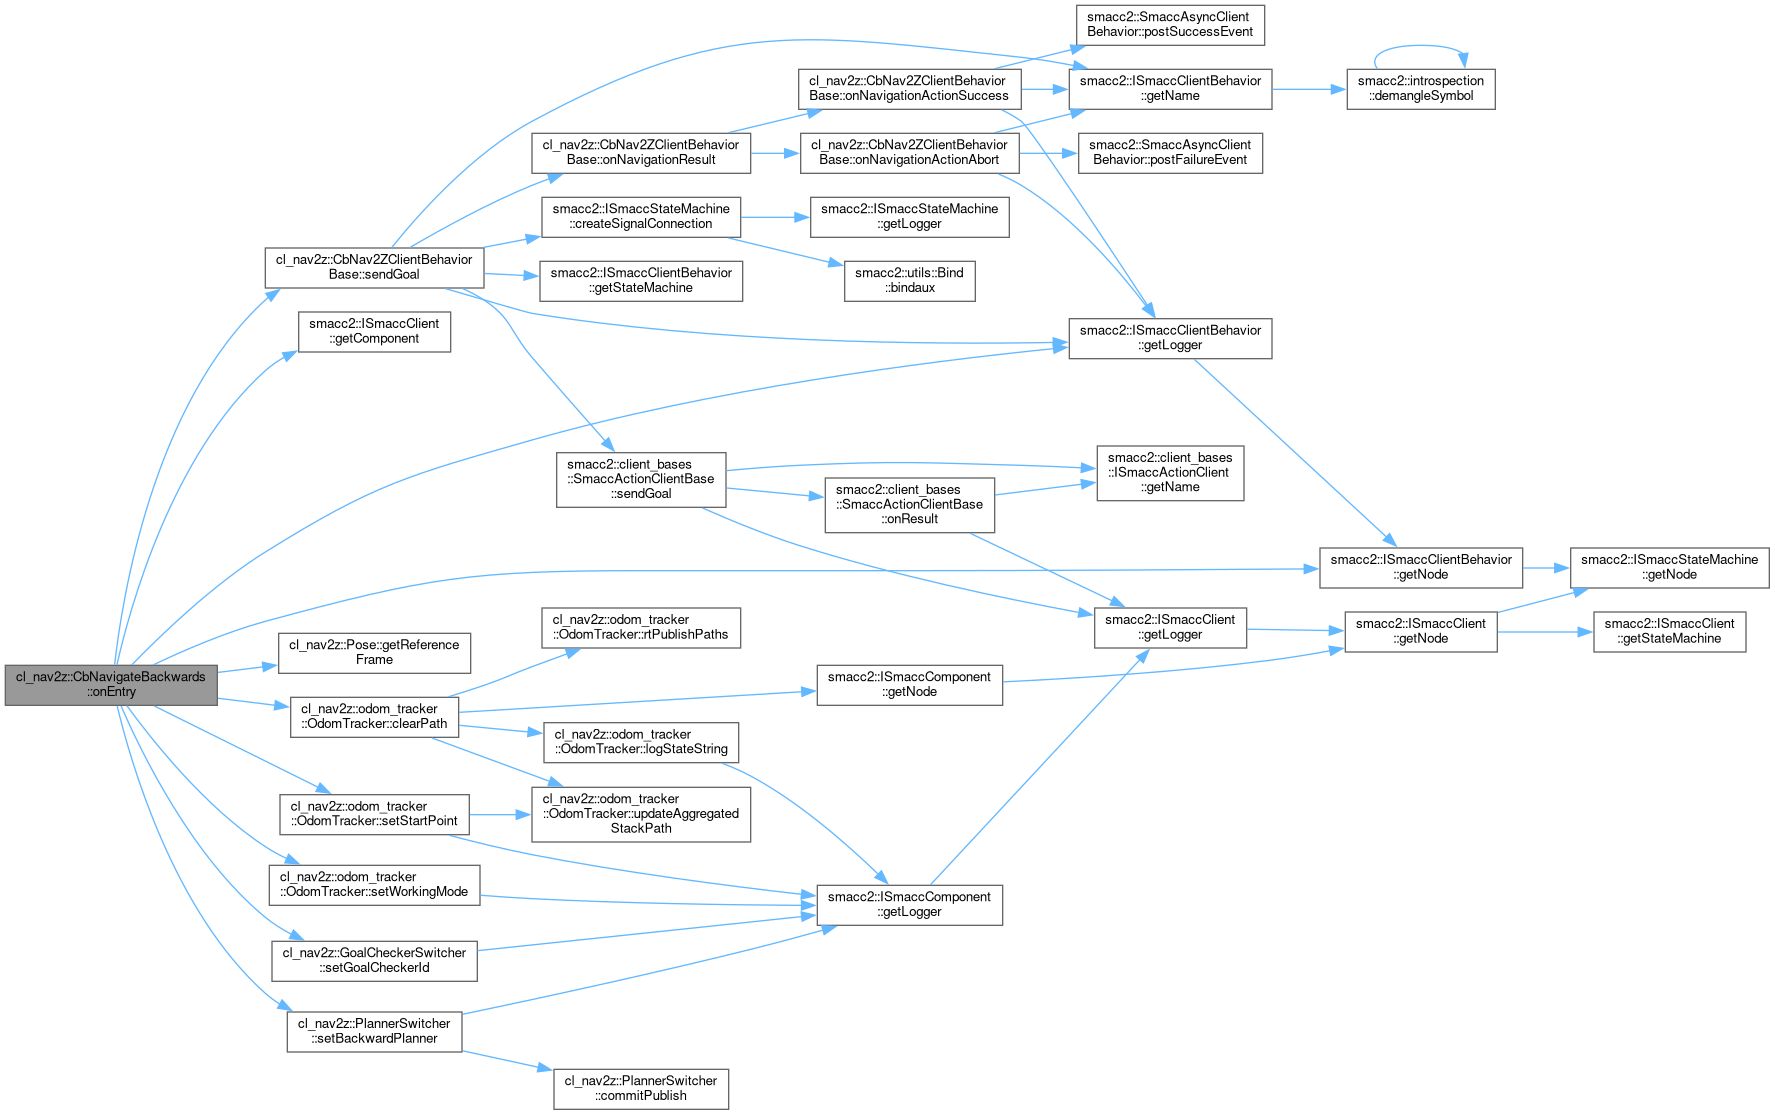 cl_nav2z::CbNavigateBackwards
::onEntry
cl_nav2z::CbNav2ZClientBehavior
Base::sendGoal
smacc2::ISmaccClient
::getComponent
cl_nav2z::Pose::getReference
Frame
cl_nav2z::odom_tracker
::OdomTracker::clearPath
cl_nav2z::odom_tracker
::OdomTracker::setStartPoint
cl_nav2z::odom_tracker
::OdomTracker::setWorkingMode
cl_nav2z::GoalCheckerSwitcher
::setGoalCheckerId
cl_nav2z::PlannerSwitcher
::setBackwardPlanner
cl_nav2z::CbNav2ZClientBehavior
Base::onNavigationResult
smacc2::ISmaccStateMachine
::createSignalConnection
smacc2::ISmaccClientBehavior
::getStateMachine
smacc2::client_bases
::SmaccActionClientBase
::sendGoal
cl_nav2z::odom_tracker
::OdomTracker::rtPublishPaths
cl_nav2z::odom_tracker
::OdomTracker::logStateString
cl_nav2z::odom_tracker
::OdomTracker::updateAggregated
StackPath
cl_nav2z::PlannerSwitcher
::commitPublish
cl_nav2z::CbNav2ZClientBehavior
Base::onNavigationActionSuccess
cl_nav2z::CbNav2ZClientBehavior
Base::onNavigationActionAbort
smacc2::ISmaccStateMachine
::getLogger
smacc2::utils::Bind
::bindaux
smacc2::client_bases
::SmaccActionClientBase
::onResult
smacc2::ISmaccComponent
::getNode
smacc2::ISmaccComponent
::getLogger
smacc2::SmaccAsyncClient
Behavior::postSuccessEvent
smacc2::ISmaccClientBehavior
::getName
smacc2::SmaccAsyncClient
Behavior::postFailureEvent
smacc2::ISmaccClientBehavior
::getLogger
smacc2::client_bases
::ISmaccActionClient
::getName
smacc2::ISmaccClient
::getLogger
smacc2::introspection
::demangleSymbol
smacc2::ISmaccClientBehavior
::getNode
smacc2::ISmaccClient
::getNode
smacc2::ISmaccStateMachine
::getNode
smacc2::ISmaccClient
::getStateMachine